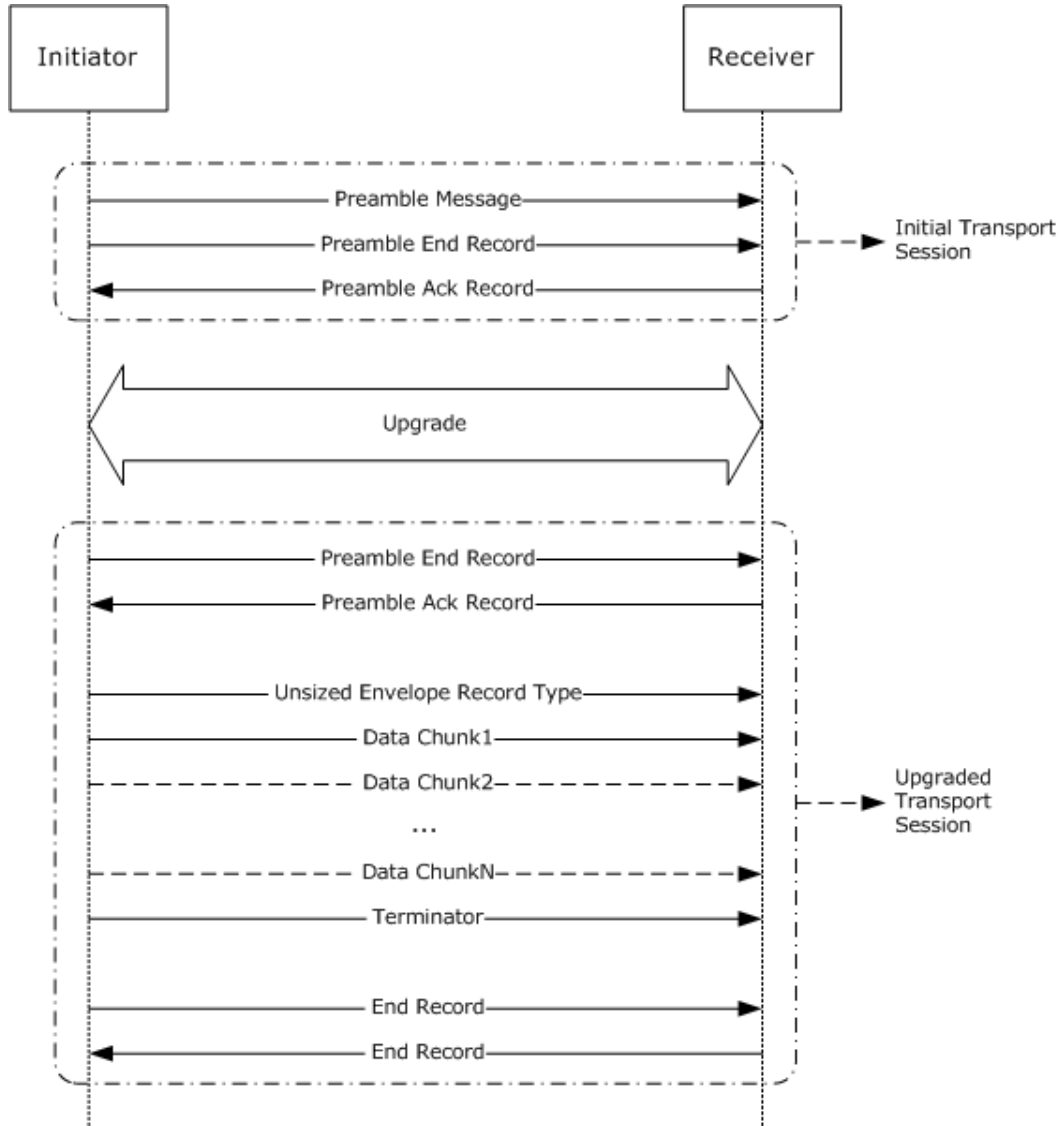 Initiator
Receiver
Preamble Message
Preamble End Record
Preamble Ack Record
Initial Transport
Session
Upgrade
Preamble End Record
Preamble Ack Record
Unsized Envelope Record Type
Data Chunk1
Data Chunk2
...
Data ChunkN
Terminator
Upgraded
Transport
Session
End Record
End Record